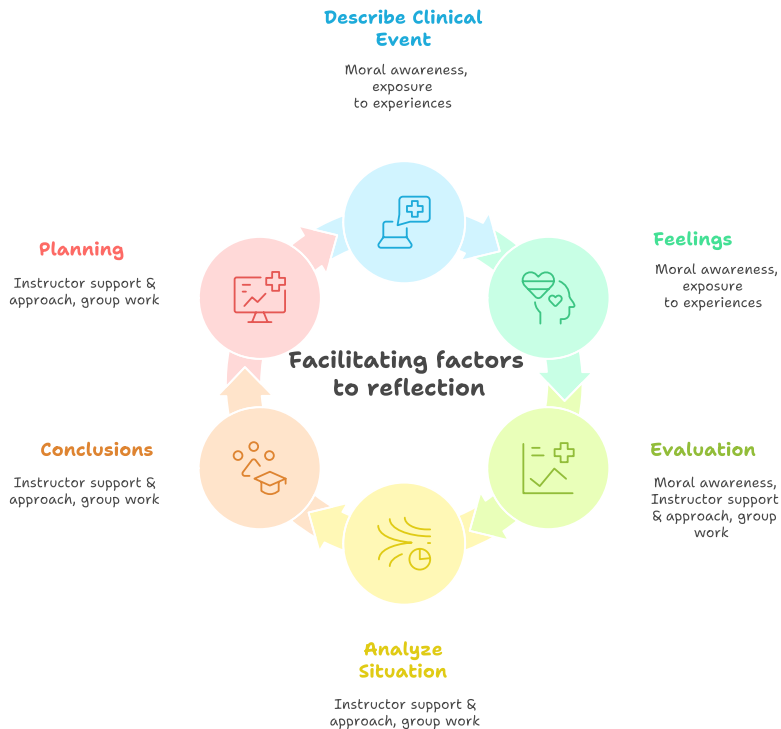 Describe Clinical
Event
Moral awareness,
exposure
to experiences
Feelings
Moral awareness,
exposure
to experiences
Evaluation
Moral awareness,
Instructor support
& approach, group
work
Analyze
Situation
Instructor support &
approach, group work
Conclusions
Instructor support &
approach, group work
Planning
Instructor support &
approach, group work
Facilitating factors
to reflection